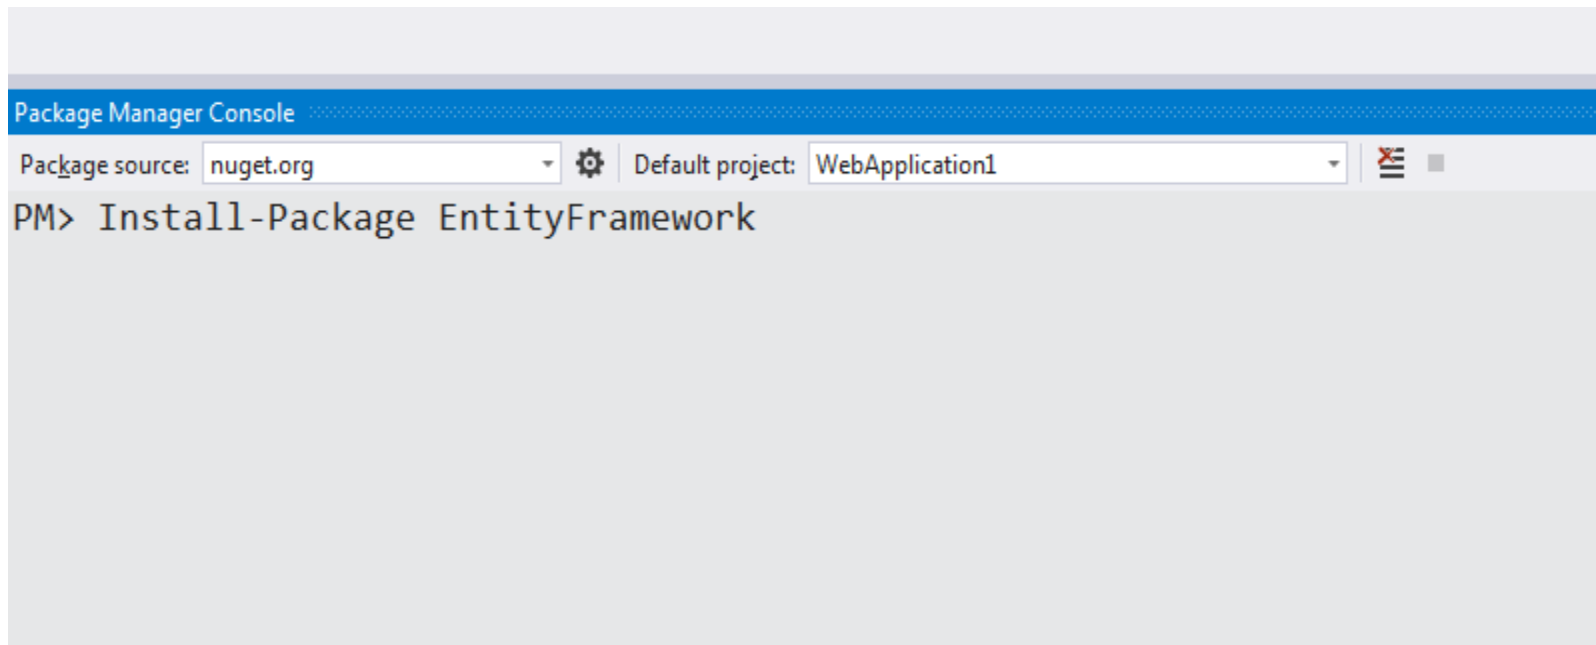 Package Manager Console
Package source: nuget.org Default project: WebApplication1
PM> Install-Package EntityFramework